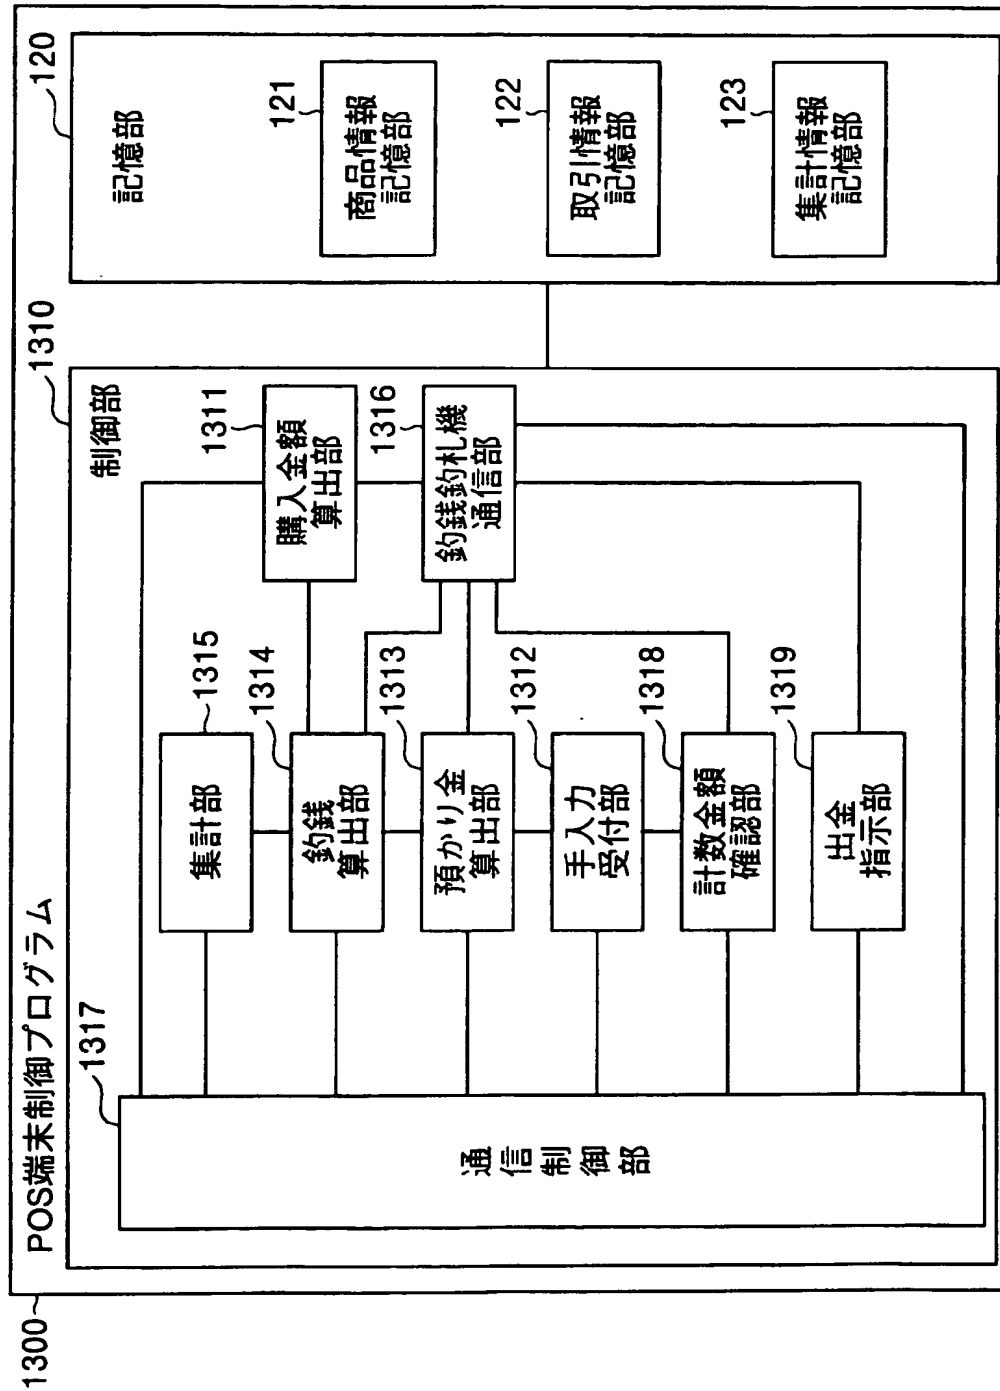 1300
POS端末制御プログラム
1310
制御部
1317
通信制御部
1315
集計部
1314
釣銭
算出部
1313
預かり金
算出部
1312
手入力
受付部
1318
計数金額
確認部
1319
出金
指示部
1311
購入金額
算出部
1316
釣銭釣札機
通信部
120
記憶部
121
商品情報
記憶部
122
取引情報
記憶部
123
集計情報
記憶部